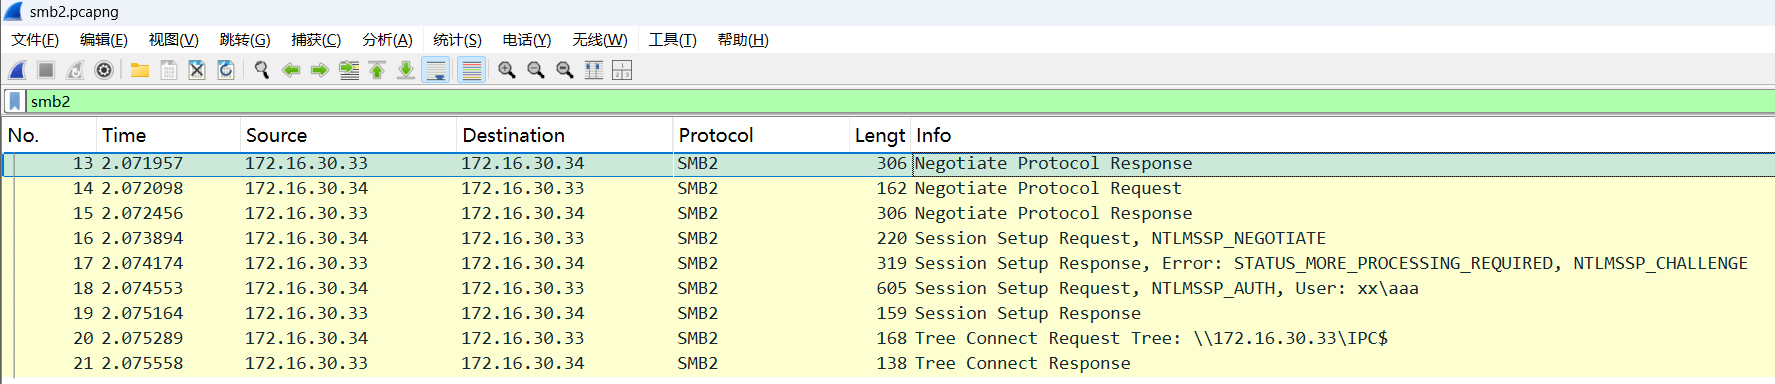 smb2.pcapng
文件(F) 编辑(E) 视图(V) 跳转(G) 捕获(C) 分析(A) 统计(S) 电话(Y) 无线(W) 工具(T) 帮助(H)
smb2
No. Time Source Destination Protocol Lengt Info
13 2.071957 172.16.30.33 172.16.30.34 SMB2 306 Negotiate Protocol Response
14 2.072098 172.16.30.34 172.16.30.33 SMB2 162 Negotiate Protocol Request
15 2.072456 172.16.30.33 172.16.30.34 SMB2 306 Negotiate Protocol Response
16 2.073894 172.16.30.34 172.16.30.33 SMB2 220 Session Setup Request, NTLMSSP_NEGOTIATE
17 2.074174 172.16.30.33 172.16.30.34 SMB2 319 Session Setup Response, Error: STATUS_MORE_PROCESSING_REQUIRED, NTLMSSP_CHALLENGE
18 2.074553 172.16.30.34 172.16.30.33 SMB2 605 Session Setup Request, NTLMSSP_AUTH, User: xx\aaa
19 2.075164 172.16.30.33 172.16.30.34 SMB2 159 Session Setup Response
20 2.075289 172.16.30.34 172.16.30.33 SMB2 168 Tree Connect Request Tree: \\172.16.30.33\IPC$
21 2.075558 172.16.30.33 172.16.30.34 SMB2 138 Tree Connect Response